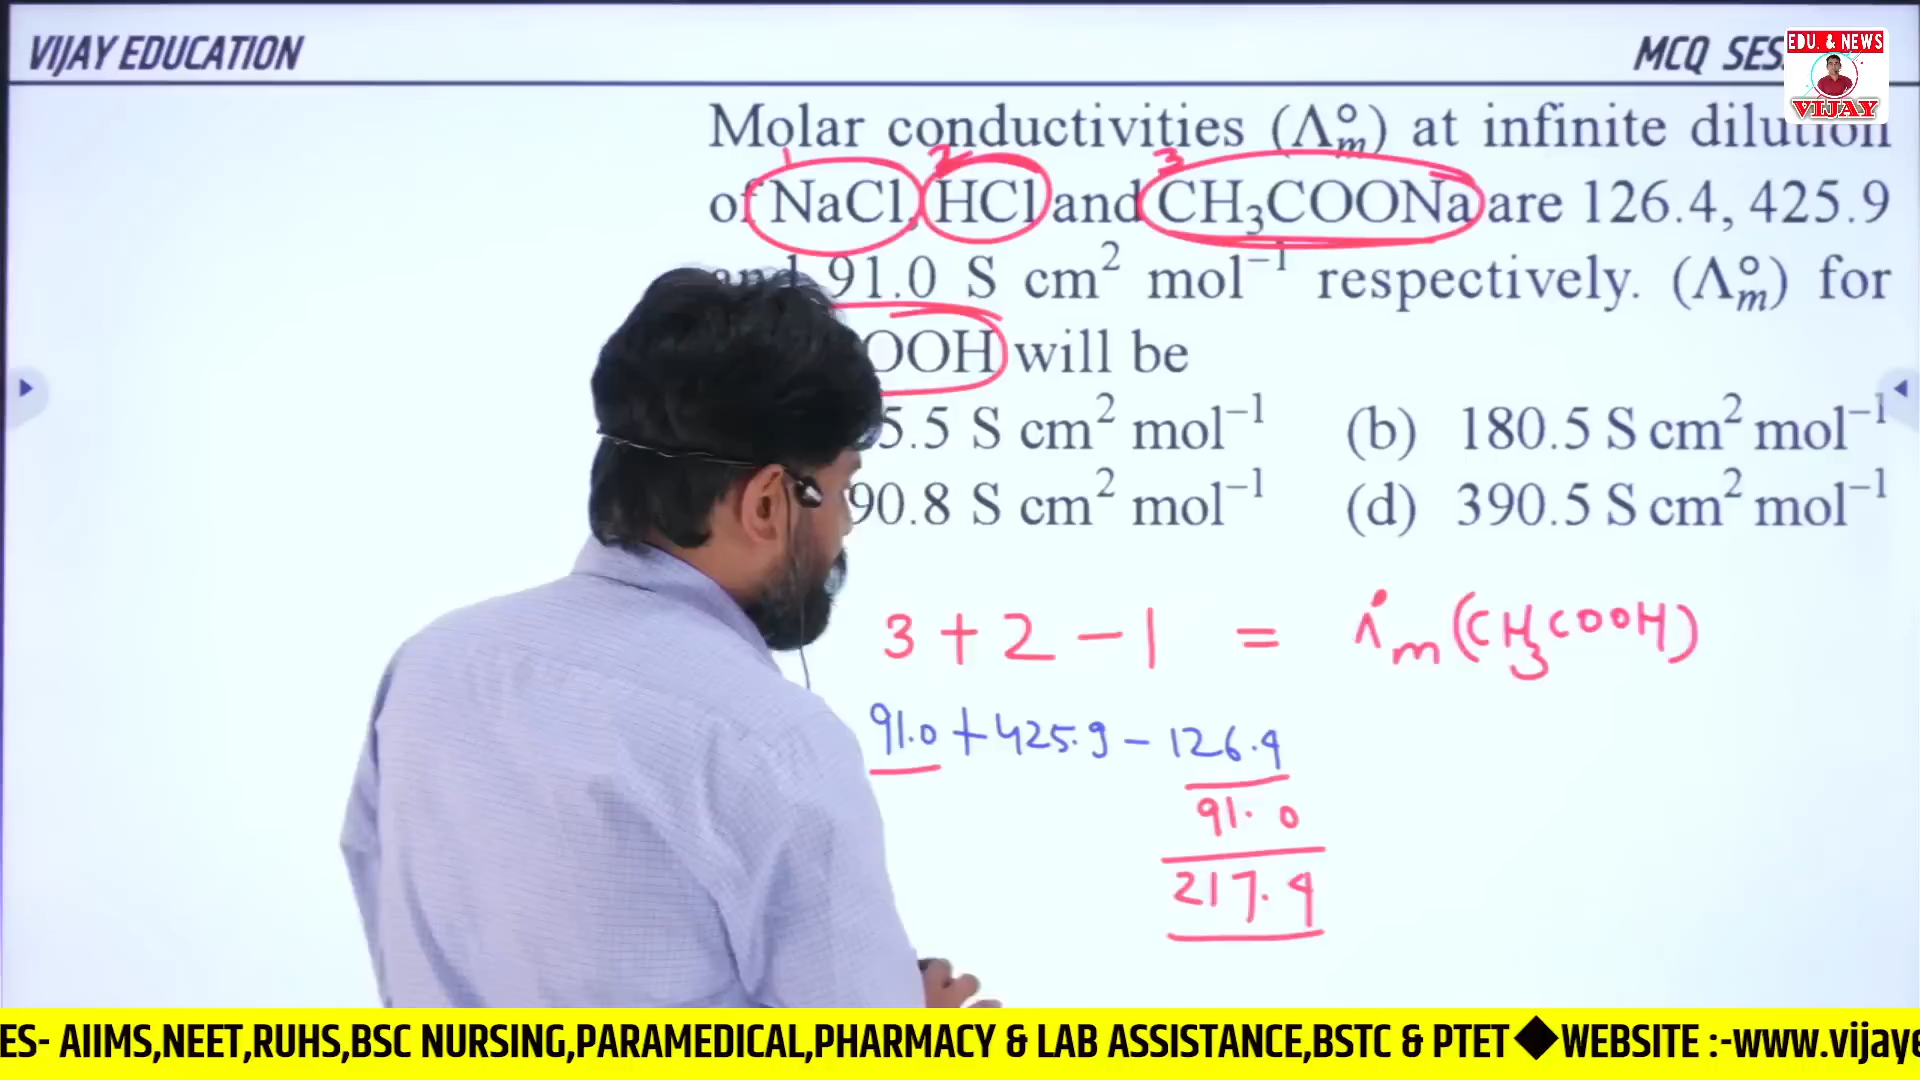 VIJAY EDUCATION
MCQ
EDU. & NEWS
VIJAY
Molar conductivities (Λ°m) at infinite dilution
of NaCl, HCl and CH₃COONa are 126.4, 425.9
1
2
3
and 91.0 S cm² mol⁻¹ respectively. (Λ°m) for
OOH will be
5.5 S cm² mol⁻¹ (b) 180.5 S cm² mol⁻¹
90.8 S cm² mol⁻¹ (d) 390.5 S cm² mol⁻¹
3 + 2 - 1 = Λ°m (CH₃COOH)
91.0 + 425.9 - 126.4
91.0
217.4
ES- AIIMS,NEET,RUHS,BSC NURSING,PARAMEDICAL,PHARMACY & LAB ASSISTANCE,BSTC & PTET◆WEBSITE :-www.vijaye